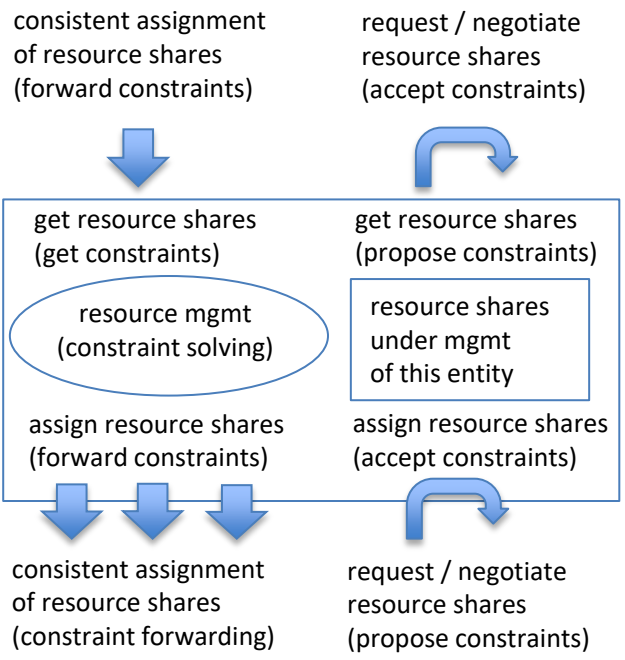 consistent assignment
of resource shares
(forward constraints)
request / negotiate
resource shares
(accept constraints)
get resource shares
(get constraints)
get resource shares
(propose constraints)
resource mgmt
(constraint solving)
resource shares
under mgmt
of this entity
assign resource shares
(forward constraints)
assign resource shares
(accept constraints)
consistent assignment
of resource shares
(constraint forwarding)
request / negotiate
resource shares
(propose constraints)